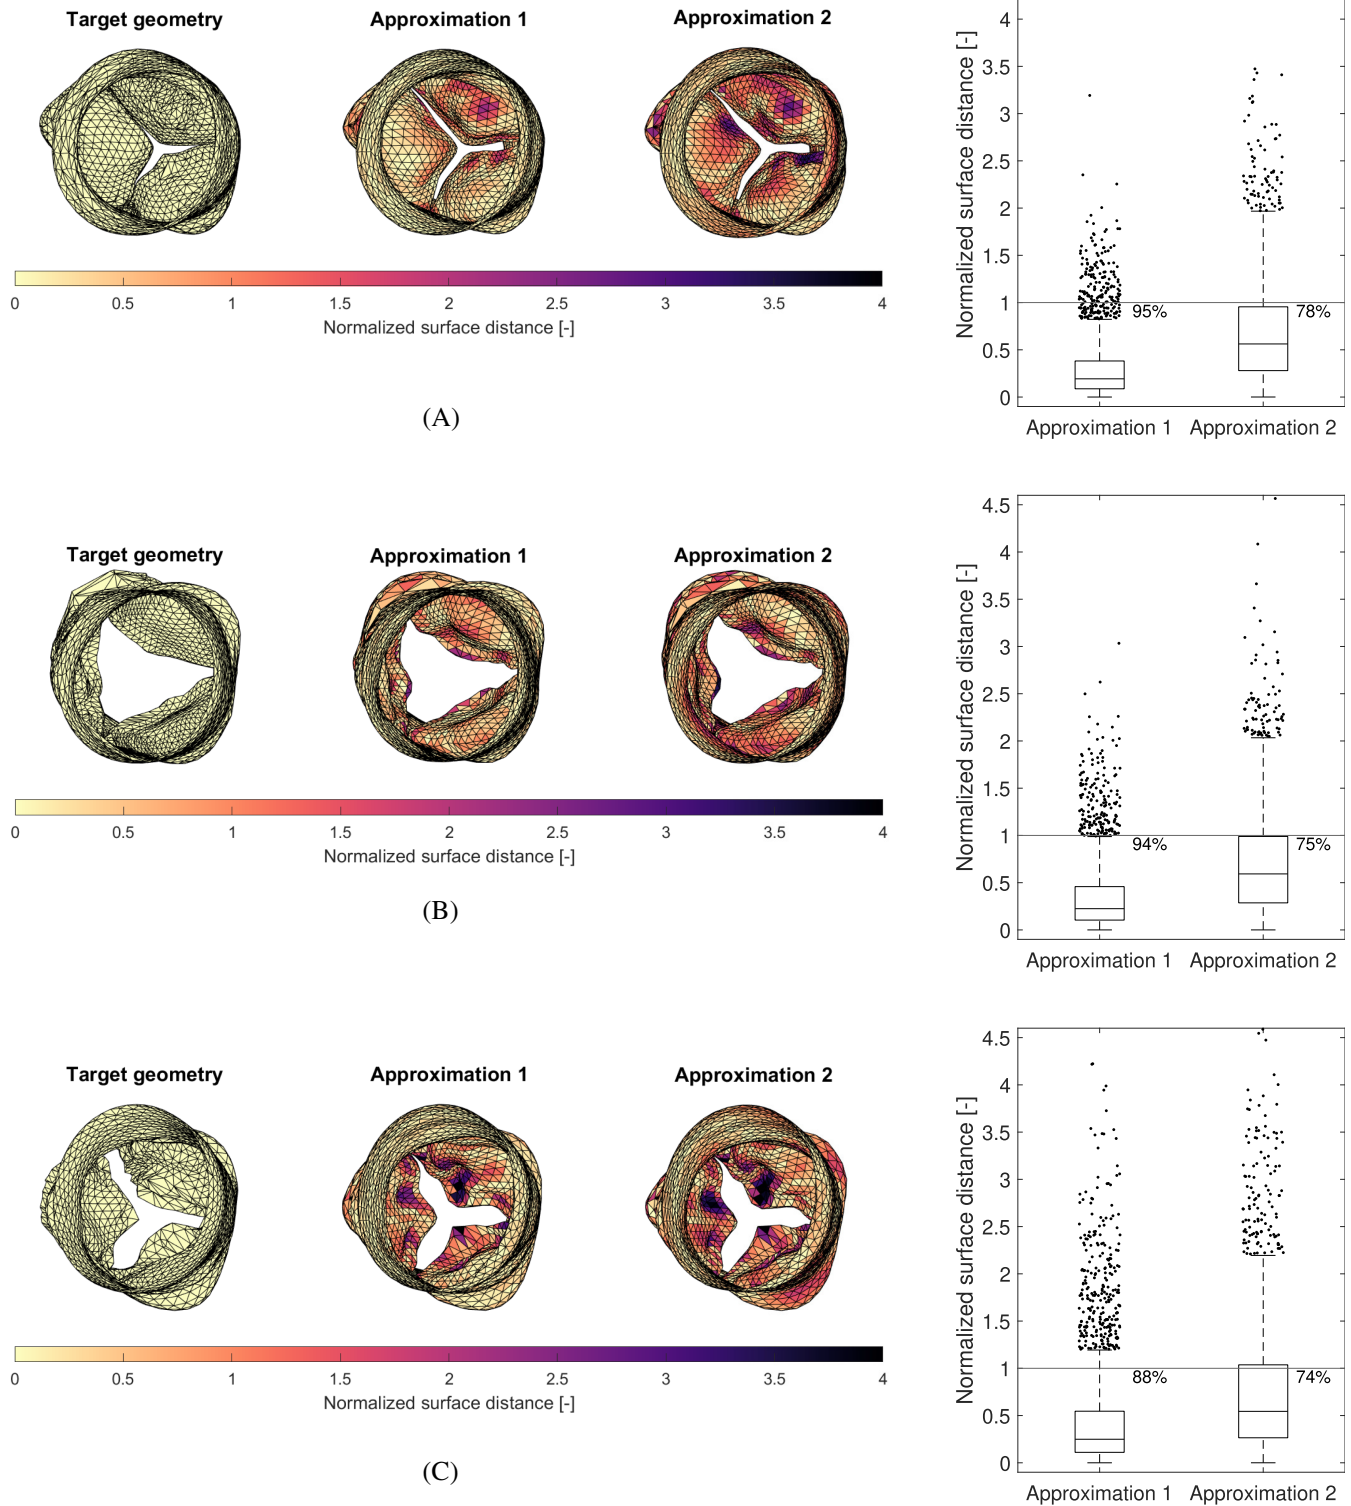 Target geometry
Approximation 1
Approximation 2
0 0.5 1 1.5 2 2.5 3 3.5 4
Normalized surface distance [-]
(A)
Normalized surface distance [-]
4
3.5
3
2.5
2
1.5
1
0.5
0
95%
78%
Approximation 1 Approximation 2
Target geometry
Approximation 1
Approximation 2
0 0.5 1 1.5 2 2.5 3 3.5 4
Normalized surface distance [-]
(B)
Normalized surface distance [-]
4.5
4
3.5
3
2.5
2
1.5
1
0.5
0
94%
75%
Approximation 1 Approximation 2
Target geometry
Approximation 1
Approximation 2
0 0.5 1 1.5 2 2.5 3 3.5 4
Normalized surface distance [-]
(C)
Normalized surface distance [-]
4.5
4
3.5
3
2.5
2
1.5
1
0.5
0
88%
74%
Approximation 1 Approximation 2